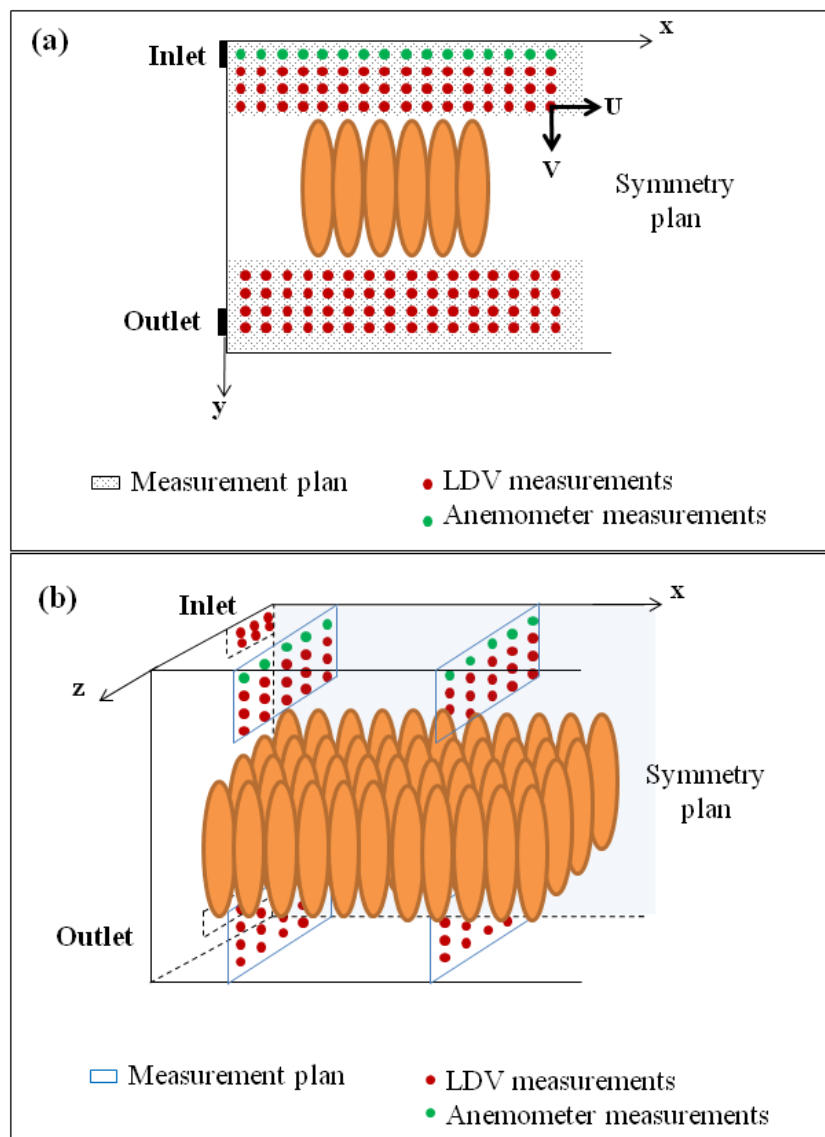 (a)
x
Inlet
U
V
Symmetry
plan
Outlet
y
Measurement plan
LDV measurements
Anemometer measurements
(b)
Inlet
x
z
Symmetry
plan
Outlet
Measurement plan
LDV measurements
Anemometer measurements